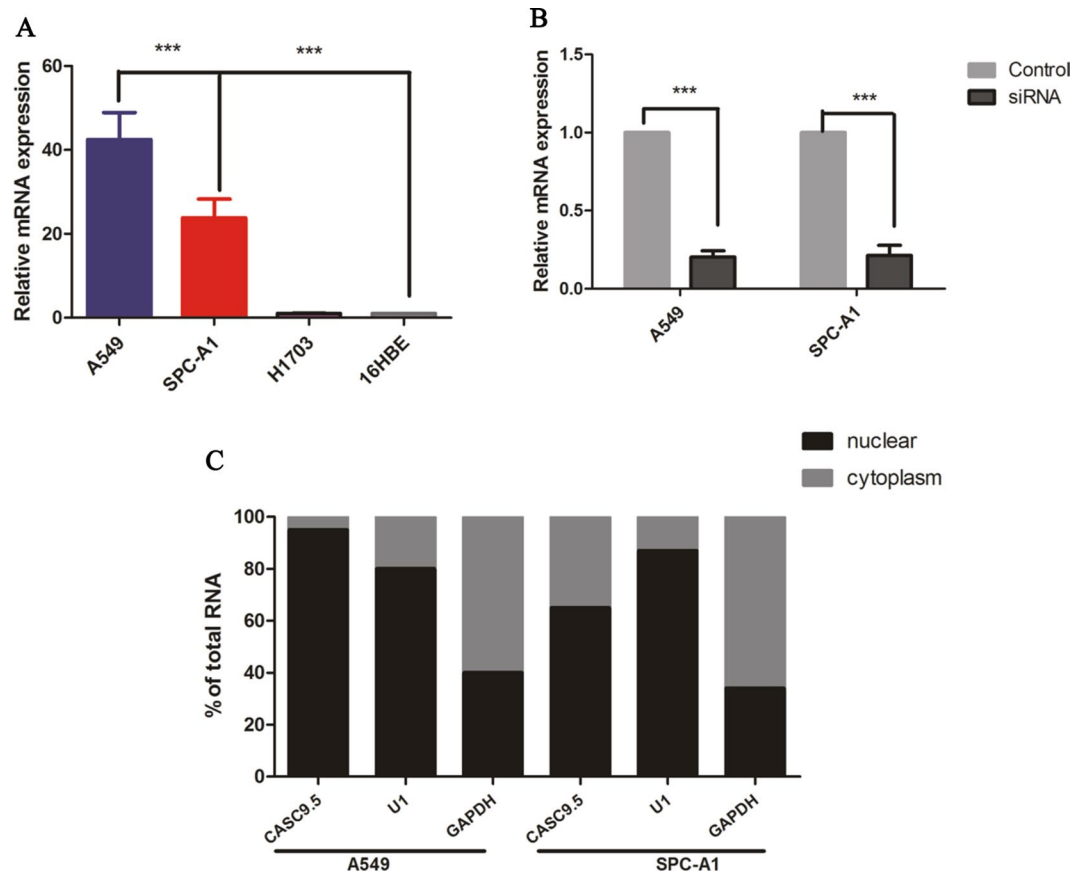 A
***
***
Relative mRNA expression
60
40
20
0
A549
SPC-A1
H1703
16HBE
B
Relative mRNA expression
1.5
1.0
0.5
0.0
***
***
A549
SPC-A1
Control
siRNA
C
nuclear
cytoplasm
% of total RNA
100
80
60
40
20
0
CASC9.5
U1
GAPDH
CASC9.5
U1
GAPDH
A549
SPC-A1